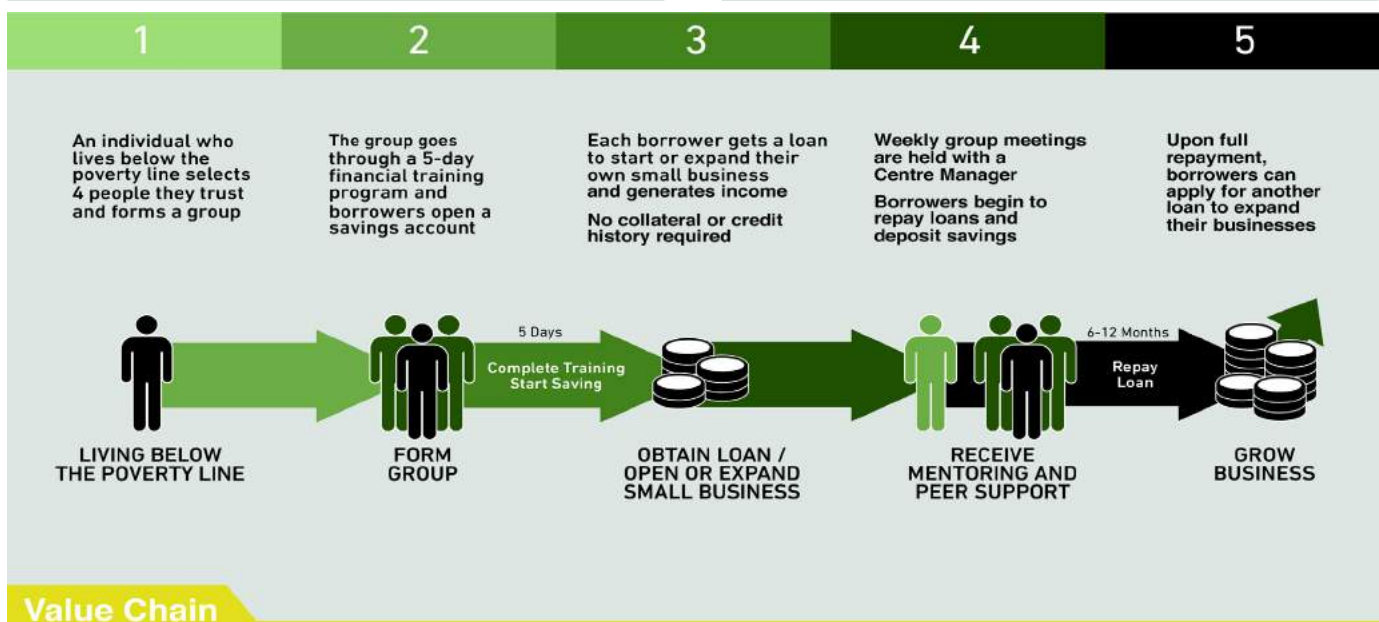 1
2
3
4
5
An individual who
lives below the
poverty line selects
4 people they trust
and forms a group
The group goes
through a 5-day
financial training
program and
borrowers open a
savings account
Each borrower gets a loan
to start or expand their
own small business
and generates income
No collateral or credit
history required
Weekly group meetings
are held with a
Centre Manager
Borrowers begin to
repay loans and
deposit savings
Upon full
repayment,
borrowers can
apply for another
loan to expand
their businesses
5 Days
Complete Training
Start Saving
6-12 Months
Repay
Loan
LIVING BELOW
THE POVERTY LINE
FORM
GROUP
OBTAIN LOAN /
OPEN OR EXPAND
SMALL BUSINESS
RECEIVE
MENTORING AND
PEER SUPPORT
GROW
BUSINESS
Value Chain